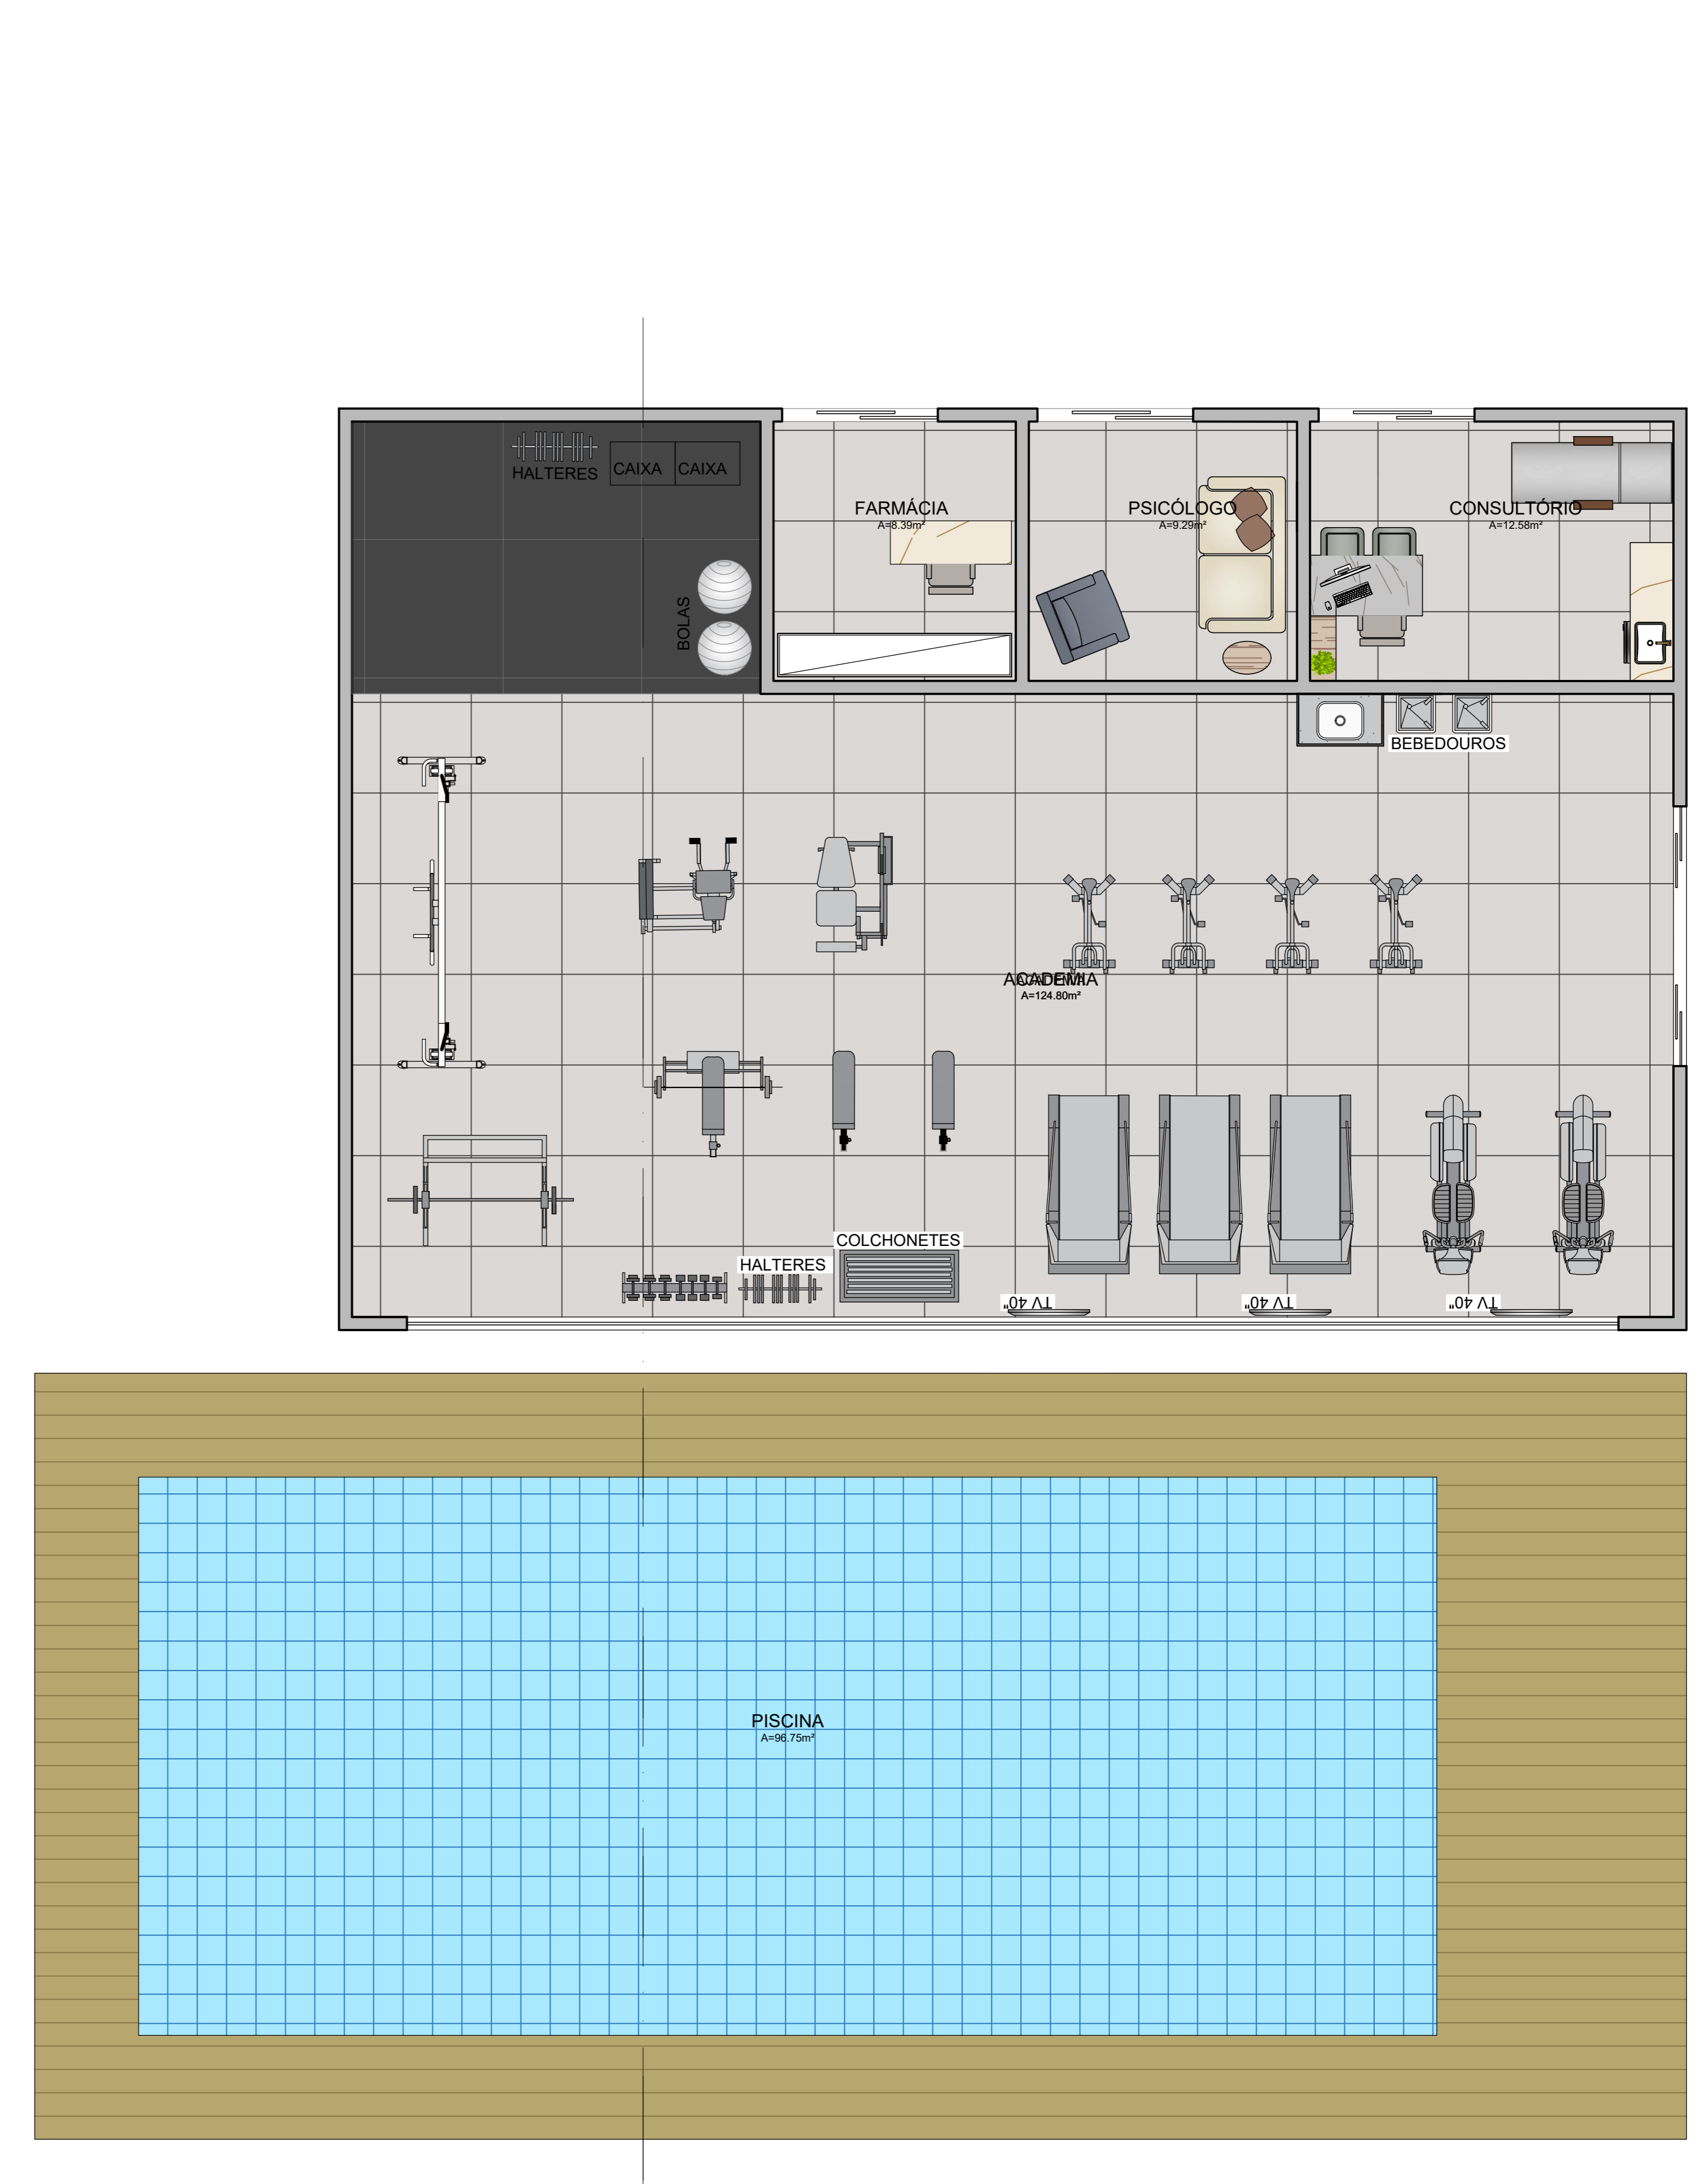 HALTERES
CAIXA
CAIXA
BOLAS
FARMÁCIA
A=8.39m²
PSICÓLOGO
A=9.29m²
CONSULTÓRIO
A=12.58m²
BEBEDOUROS
ACADEMIA
A=124.80m²
COLCHONETES
HALTERES
TV 40"
TV 40"
TV 40"
PISCINA
A=96.75m²